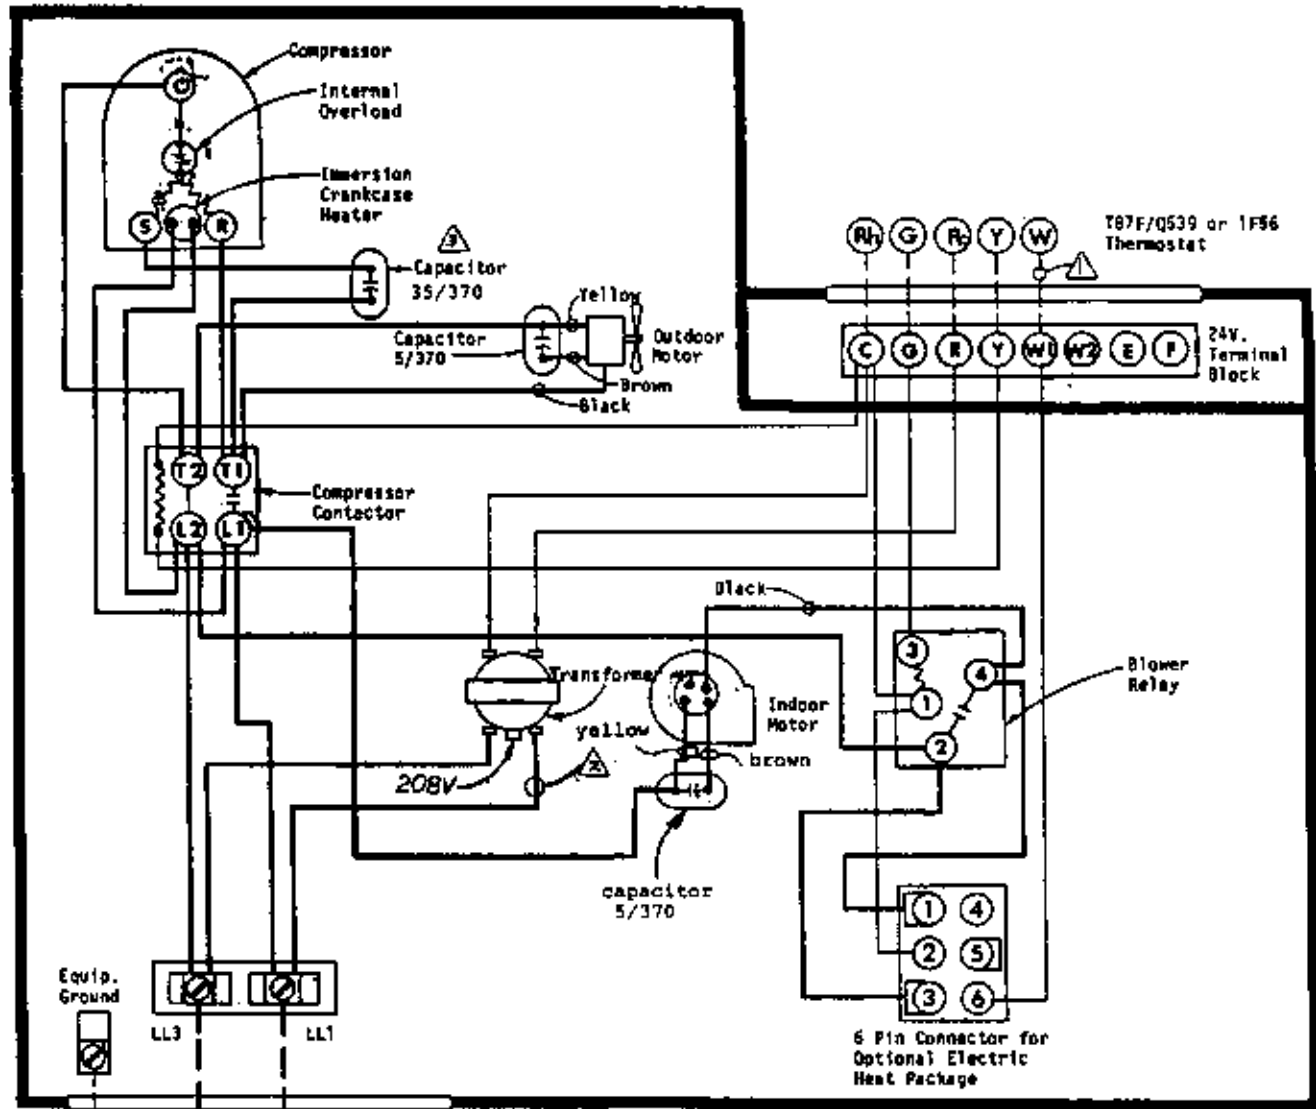 Compressor
Internal
Overload
Immersion
Crankcase
Heater
S
R
3
Capacitor
35/370
Yellow
Capacitor
5/370
Outdoor
Motor
Brown
Black
Rh G Rc Y W
T87F/Q539 or 1F56
Thermostat
1
C G R Y W1 W2 E F
24V.
Terminal
Block
T2 T1
L2 L1
Compressor
Contactor
Black
3
4
1
2
Blower
Relay
Transformer
Indoor
Motor
yellow
brown
208V
2
capacitor
5/370
Equip.
Ground
LL3
LL1
1 4
2 5
3 6
6 Pin Connector for
Optional Electric
Heat Package